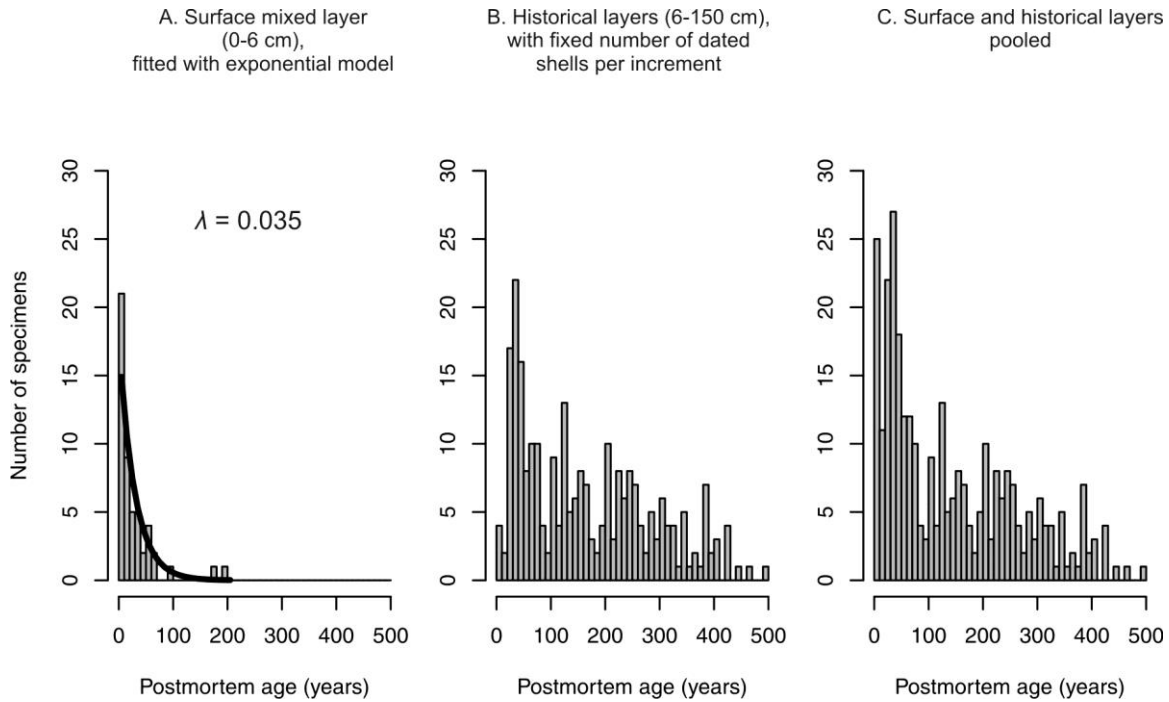 A. Surface mixed layer
(0-6 cm),
fitted with exponential model
B. Historical layers (6-150 cm),
with fixed number of dated
shells per increment
C. Surface and historical layers
pooled
Number of specimens
30
25
20
15
10
5
0
λ = 0.035
0 100 200 300 400 500
Postmortem age (years)
30
25
20
15
10
5
0
0 100 200 300 400 500
Postmortem age (years)
30
25
20
15
10
5
0
0 100 200 300 400 500
Postmortem age (years)